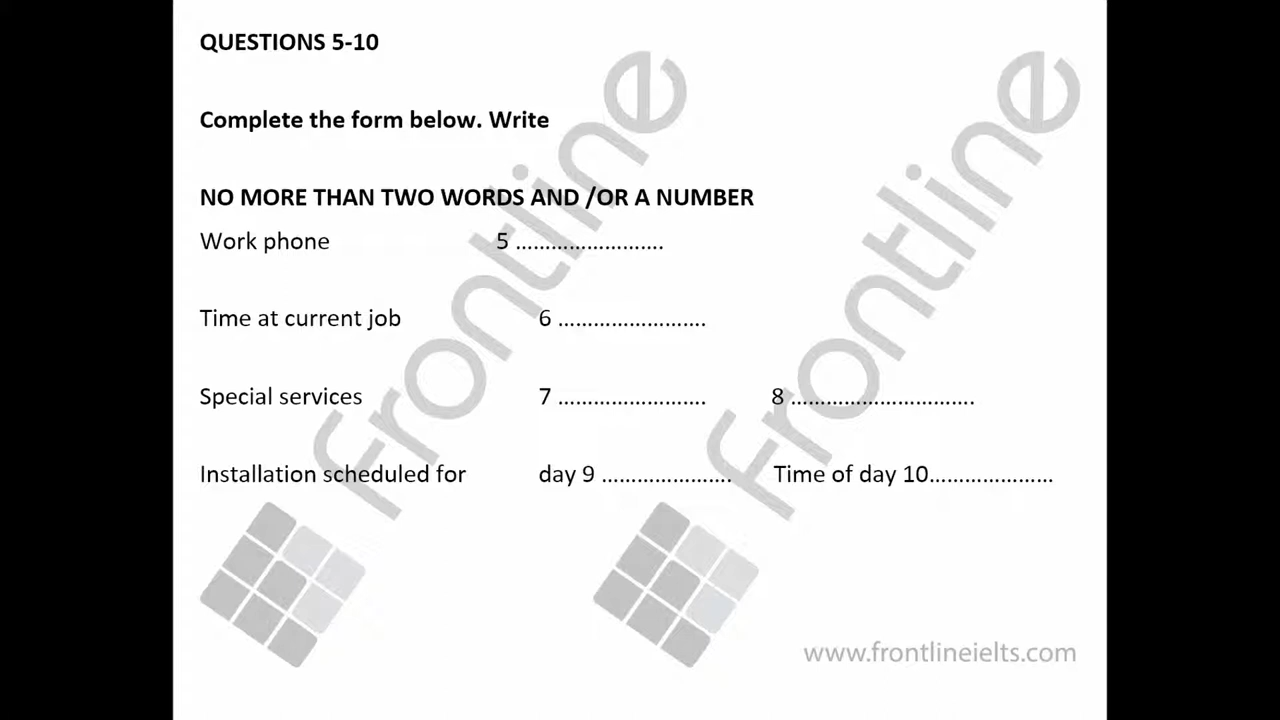 QUESTIONS 5-10
Complete the form below. Write
NO MORE THAN TWO WORDS AND /OR A NUMBER
Work phone 5 …………………….
Time at current job 6 …………………….
Special services 7 ……………………. 8 ………………………….
Installation scheduled for day 9 …………………. Time of day 10…………………
frontline frontline
www.frontlineielts.com